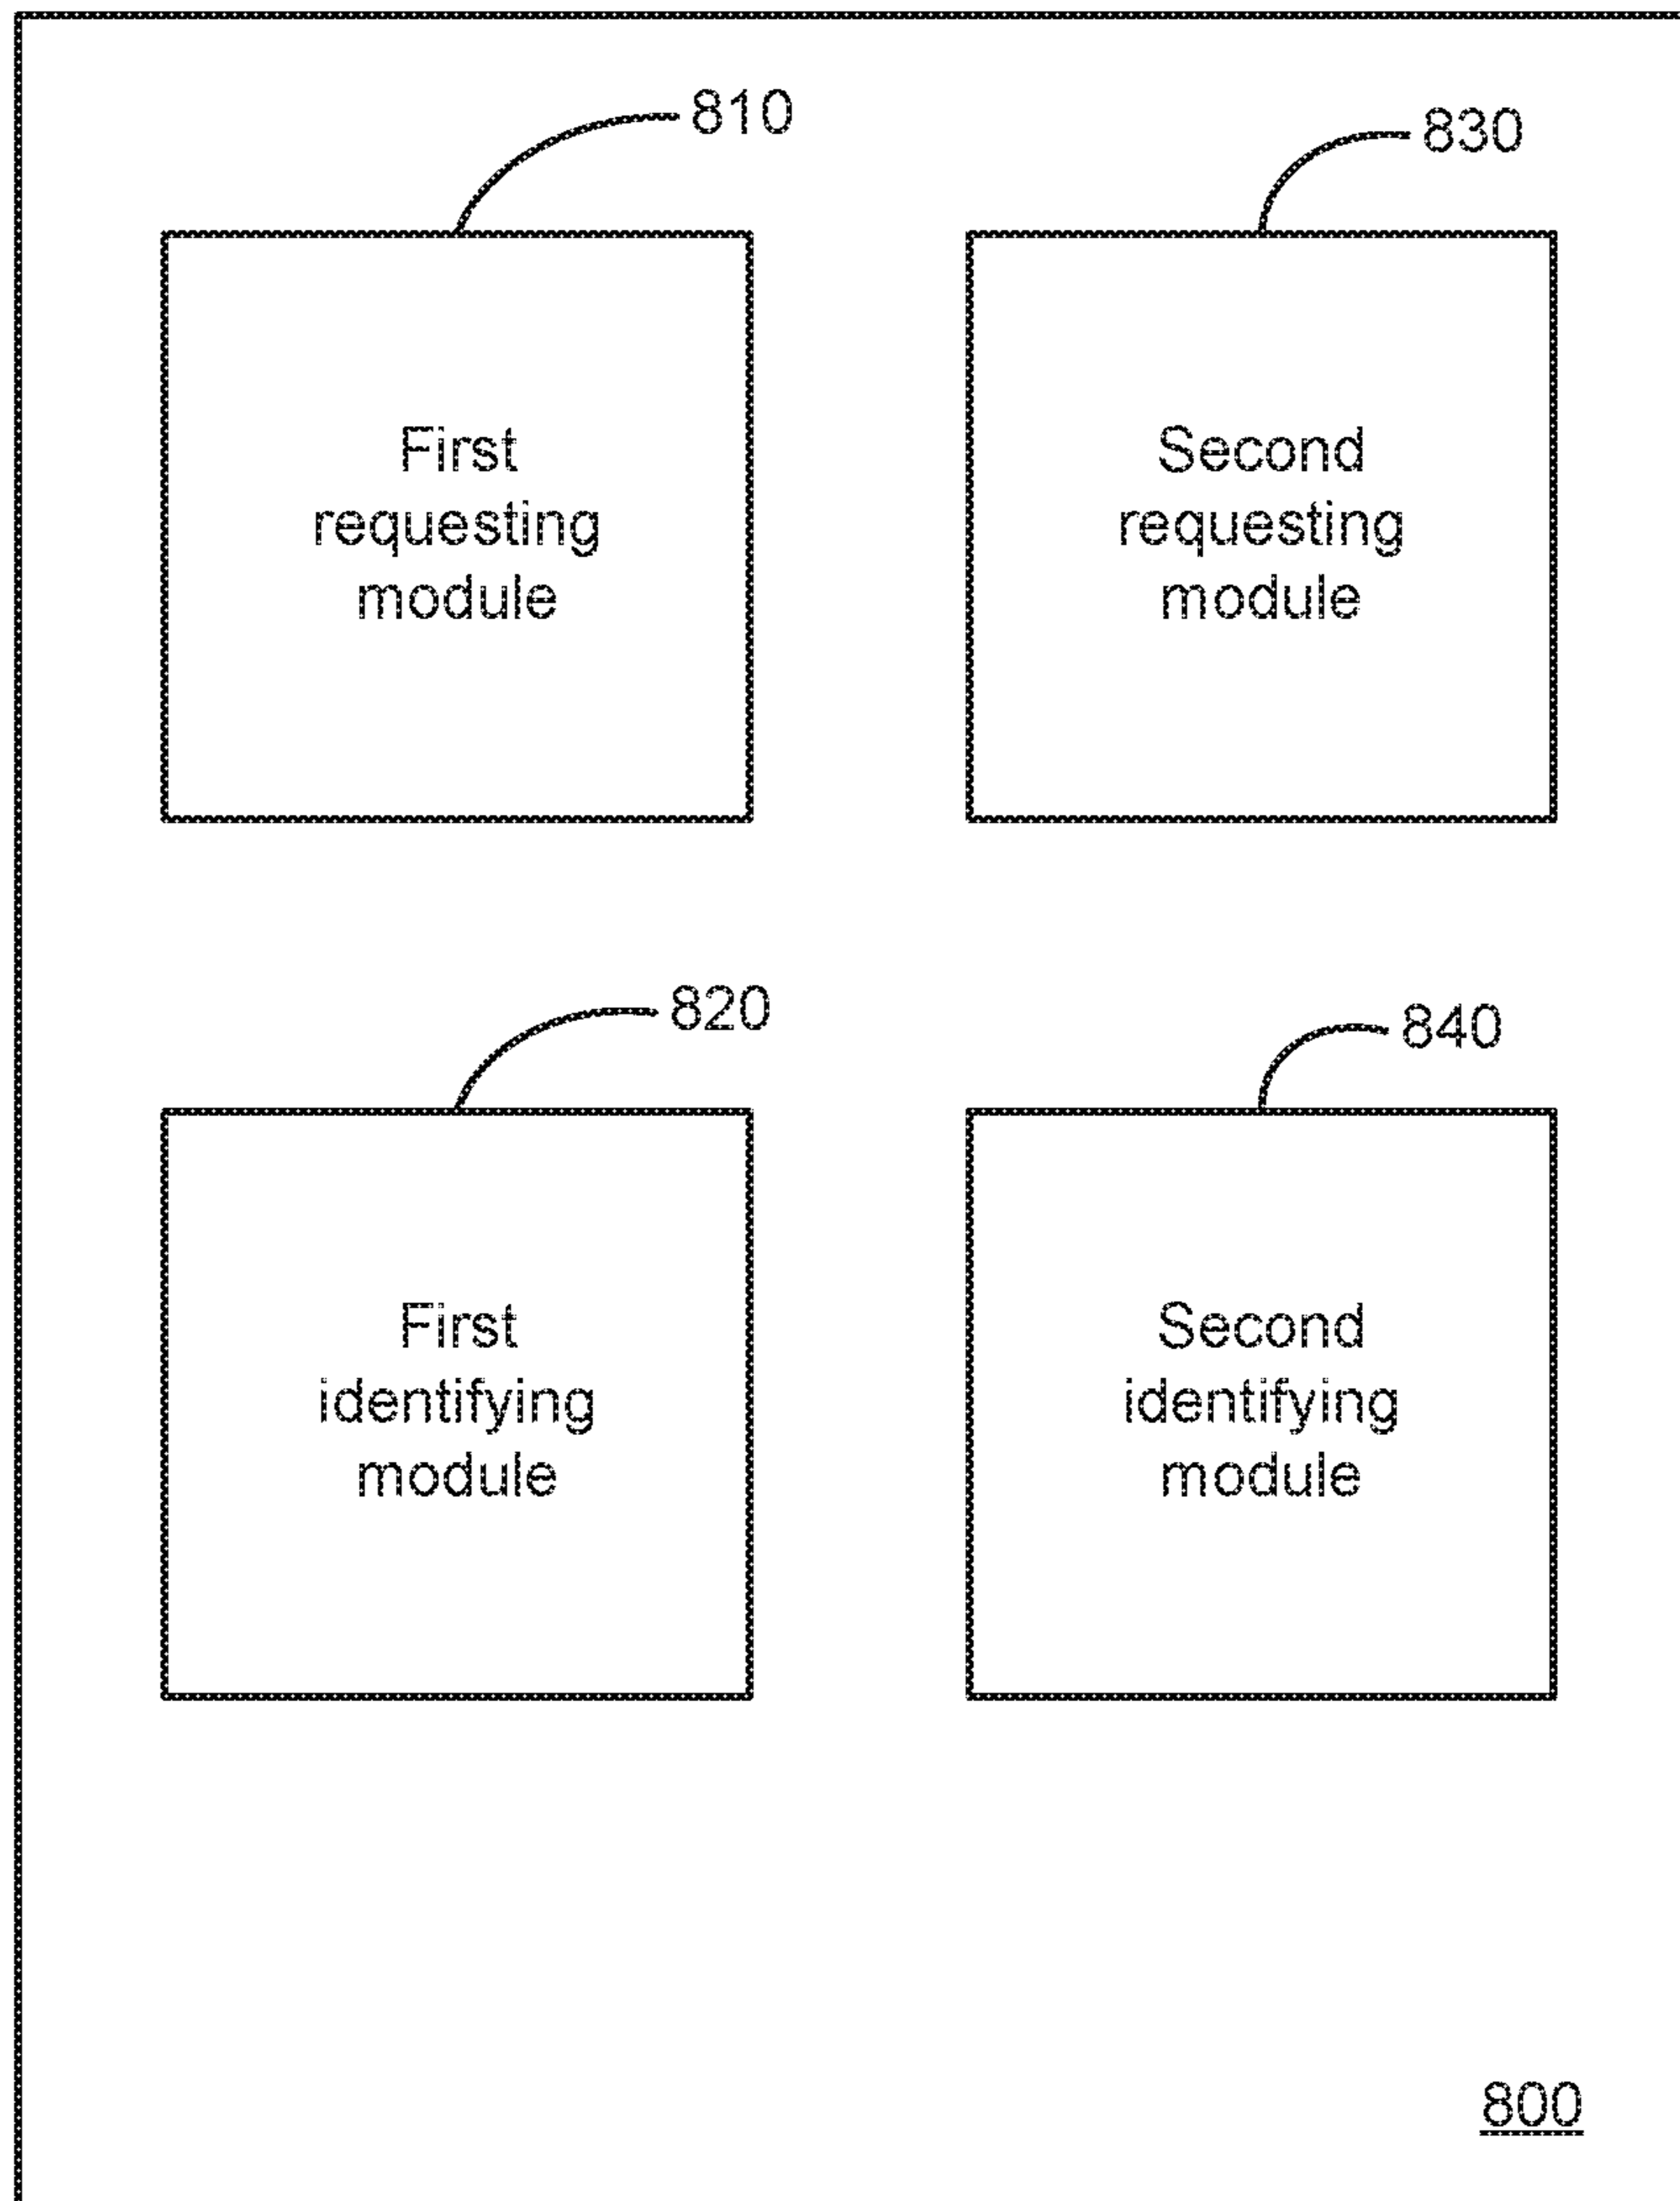 810
830
First
requesting
module
Second
requesting
module
820
840
First
identifying
module
Second
identifying
module
800